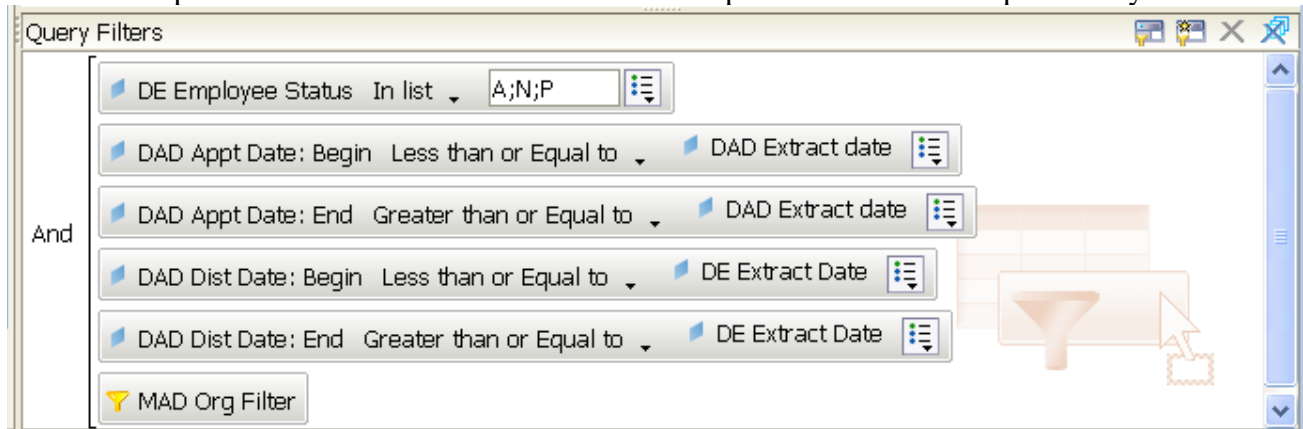 Query Filters
DE Employee Status In list A;N;P
DAD Appt Date: Begin Less than or Equal to DAD Extract date
DAD Appt Date: End Greater than or Equal to DAD Extract date
And
DAD Dist Date: Begin Less than or Equal to DE Extract Date
DAD Dist Date: End Greater than or Equal to DE Extract Date
MAD Org Filter